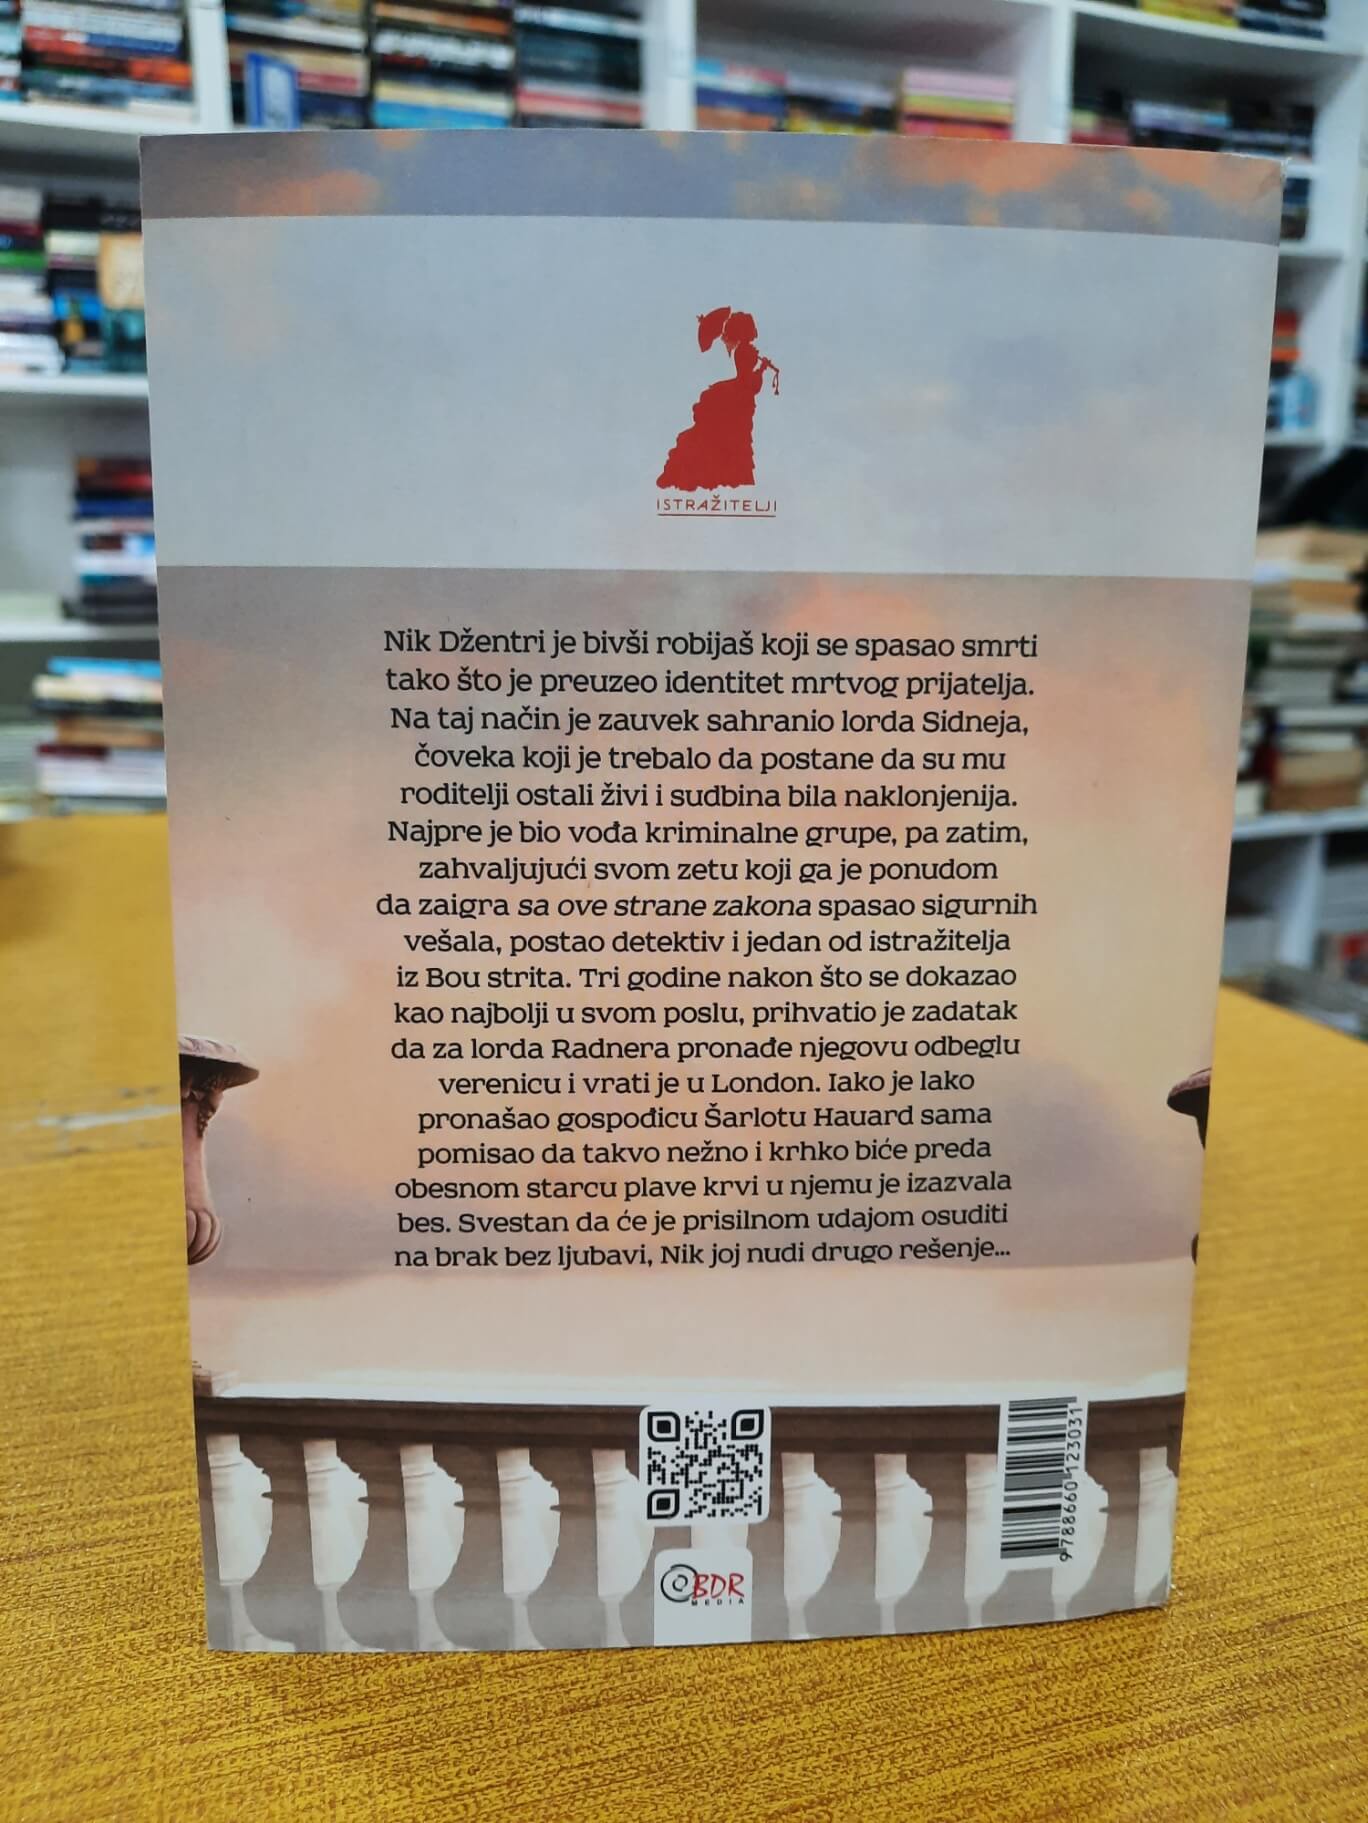 ISTRAŽITELJI
Nik Džentri je bivši robijaš koji se spasao smrti
tako što je preuzeo identitet mrtvog prijatelja.
Na taj način je zauvek sahranio lorda Sidneja,
čoveka koji je trebalo da postane da su mu
roditelji ostali živi i sudbina bila naklonjenija.
Najpre je bio vođa kriminalne grupe, pa zatim,
zahvaljujući svom zetu koji ga je ponudom
da zaigra sa ove strane zakona spasao sigurnih
vešala, postao detektiv i jedan od istražitelja
iz Bou strita. Tri godine nakon što se dokazao
kao najbolji u svom poslu, prihvatio je zadatak
da za lorda Radnera pronađe njegovu odbeglu
verenicu i vrati je u London. Iako je lako
pronašao gospođicu Šarlotu Hauard sama
pomisao da takvo nežno i krhko biće preda
obesnom starcu plave krvi u njemu je izazvala
bes. Svestan da će je prisilnom udajom osuditi
na brak bez ljubavi, Nik joj nudi drugo rešenje...
9788660123031
BDR
MEDIA